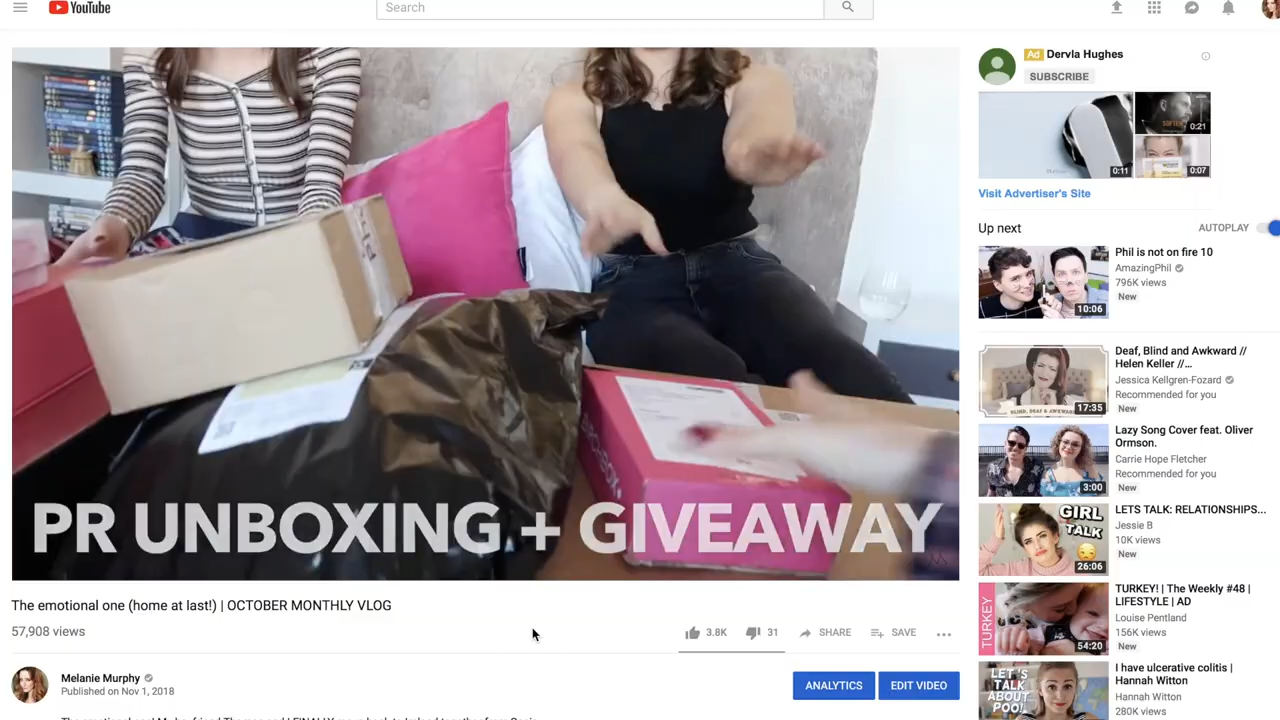 YouTube
Search
Ad Dervla Hughes
SUBSCRIBE
0:21
0:11
0:07
Visit Advertiser's Site
Up next
AUTOPLAY
Phil is not on fire 10
AmazingPhil
796K views
New
10:06
Deaf, Blind and Awkward //
Helen Keller //...
Jessica Kellgren-Fozard
Recommended for you
New
BLIND, DEAF & AWKWARD
17:35
Lazy Song Cover feat. Oliver
Ormson.
Carrie Hope Fletcher
Recommended for you
New
3:00
LETS TALK: RELATIONSHIPS...
Jessie B
10K views
New
GIRL
TALK
26:06
TURKEY! | The Weekly #48 |
LIFESTYLE | AD
Louise Pentland
156K views
New
TURKEY
54:20
I have ulcerative colitis |
Hannah Witton
Hannah Witton
280K views
LET'S
TALK
ABOUT
POO!
PR UNBOXING + GIVEAWAY
The emotional one (home at last!) | OCTOBER MONTHLY VLOG
57,908 views
3.8K
31
SHARE
SAVE
Melanie Murphy
Published on Nov 1, 2018
ANALYTICS
EDIT VIDEO